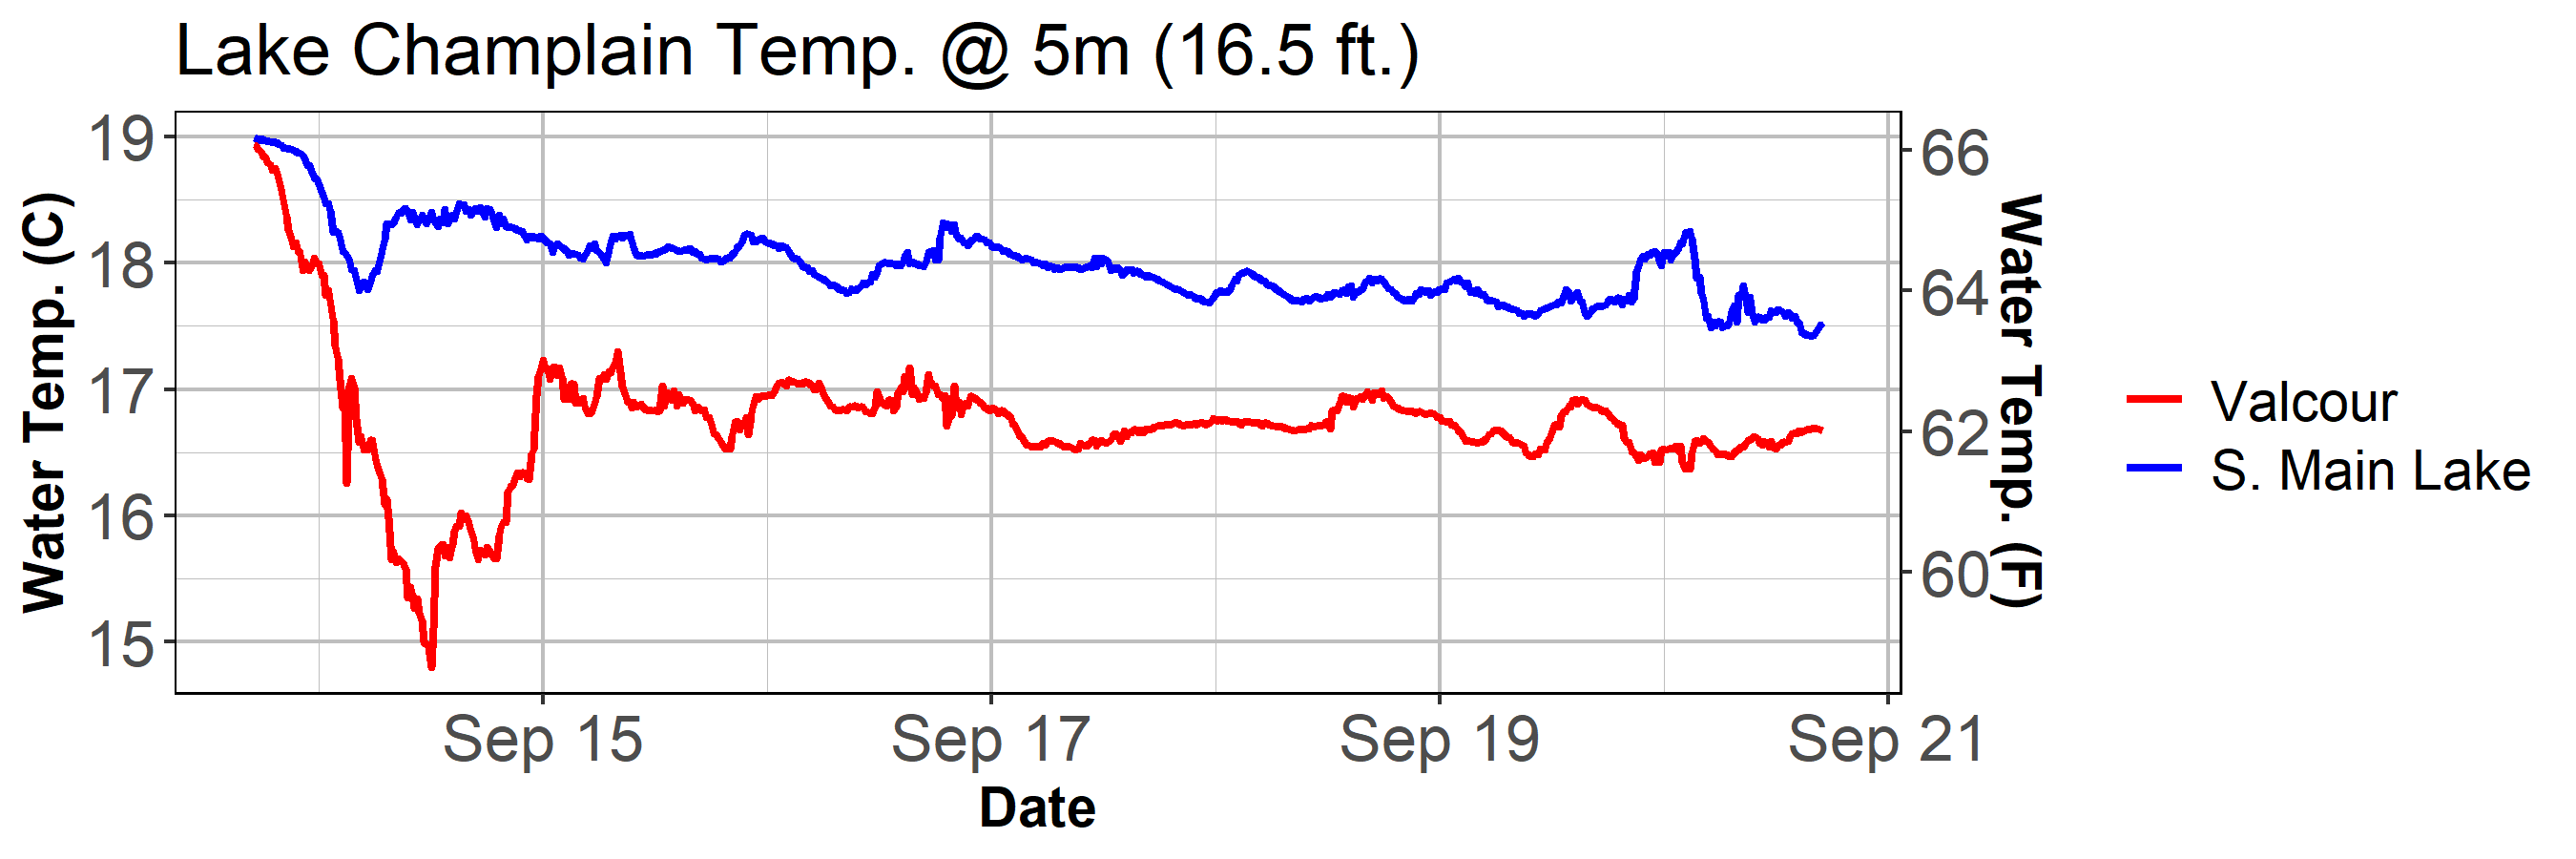 Lake Champlain Temp. @ 5m (16.5 ft.)
Water Temp. (C)
19
18
17
16
15
66
64
62
60
Water Temp. (F)
Sep 15
Sep 17
Sep 19
Sep 21
Date
Valcour
S. Main Lake